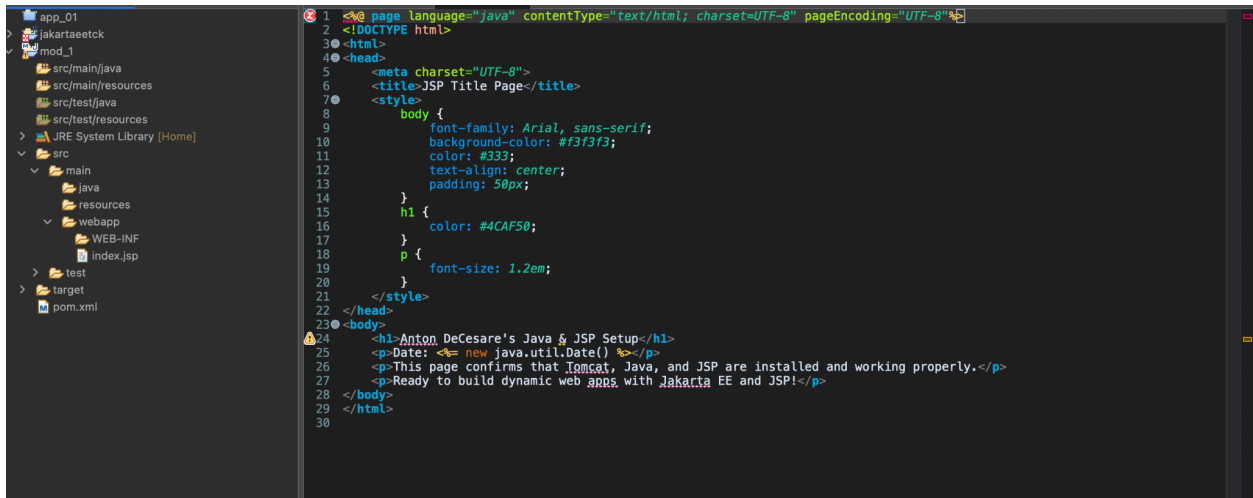 app_01
jakartaeetck
mod_1
src/main/java
src/main/resources
src/test/java
src/test/resources
JRE System Library [Home]
src
main
java
resources
webapp
WEB-INF
index.jsp
test
target
pom.xml
1 <%@ page language="java" contentType="text/html; charset=UTF-8" pageEncoding="UTF-8"%>
2 <!DOCTYPE html>
3 <html>
4 <head>
5     <meta charset="UTF-8">
6     <title>JSP Title Page</title>
7     <style>
8         body {
9             font-family: Arial, sans-serif;
10             background-color: #f3f3f3;
11             color: #333;
12             text-align: center;
13             padding: 50px;
14         }
15         h1 {
16             color: #4CAF50;
17         }
18         p {
19             font-size: 1.2em;
20         }
21     </style>
22 </head>
23 <body>
24     <h1>Anton DeCesare's Java & JSP Setup</h1>
25     <p>Date: <%= new java.util.Date() %></p>
26     <p>This page confirms that Tomcat, Java, and JSP are installed and working properly.</p>
27     <p>Ready to build dynamic web apps with Jakarta EE and JSP!</p>
28 </body>
29 </html>
30